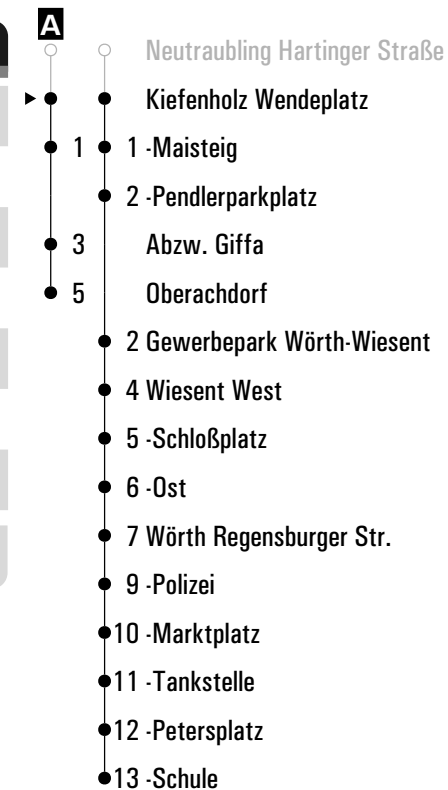 A
Neutraubling Hartinger Straße
Kiefenholz Wendeplatz
1 1 -Maisteig
2 -Pendlerparkplatz
3 Abzw. Giffa
5 Oberachdorf
2 Gewerbepark Wörth-Wiesent
4 Wiesent West
5 -Schloßplatz
6 -Ost
7 Wörth Regensburger Str.
9 -Polizei
10 -Marktplatz
11 -Tankstelle
12 -Petersplatz
13 -Schule